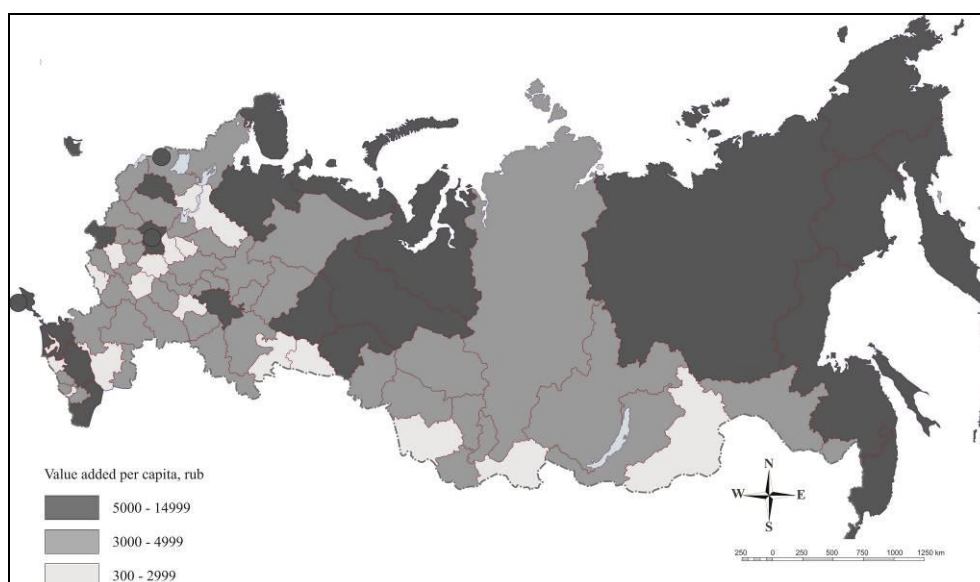 N
W E
S
Value added per capita, rub
5000 - 14999
3000 - 4999
300 - 2999
250 0 250 500 750 1000 1250 km